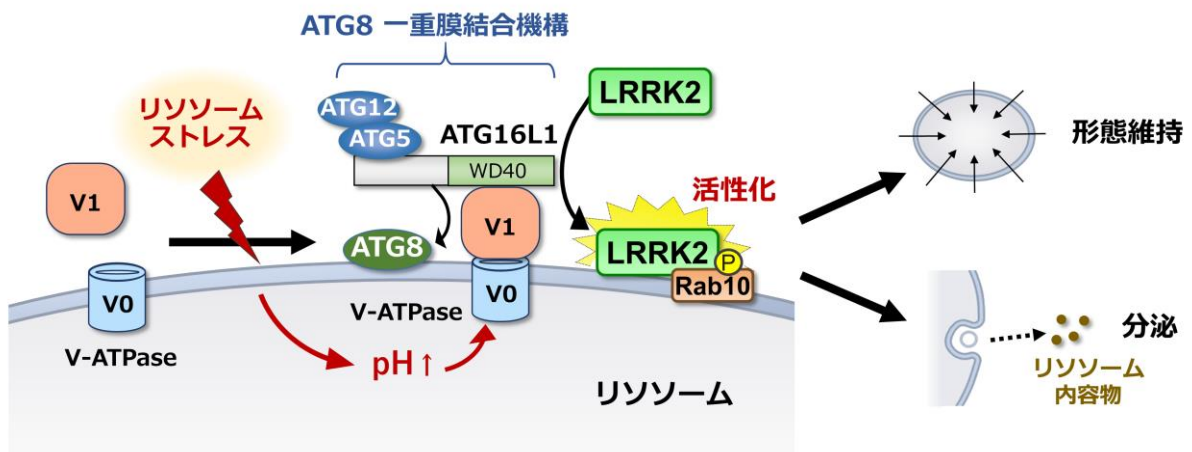 ATG8 一重膜結合機構
リソソーム
ストレス
ATG12
ATG5
ATG16L1
WD40
LRRK2
V1
V0
V-ATPase
ATG8
V1
V0
V-ATPase
pH↑
活性化
LRRK2
P
Rab10
リソソーム
形態維持
分泌
リソソーム
内容物